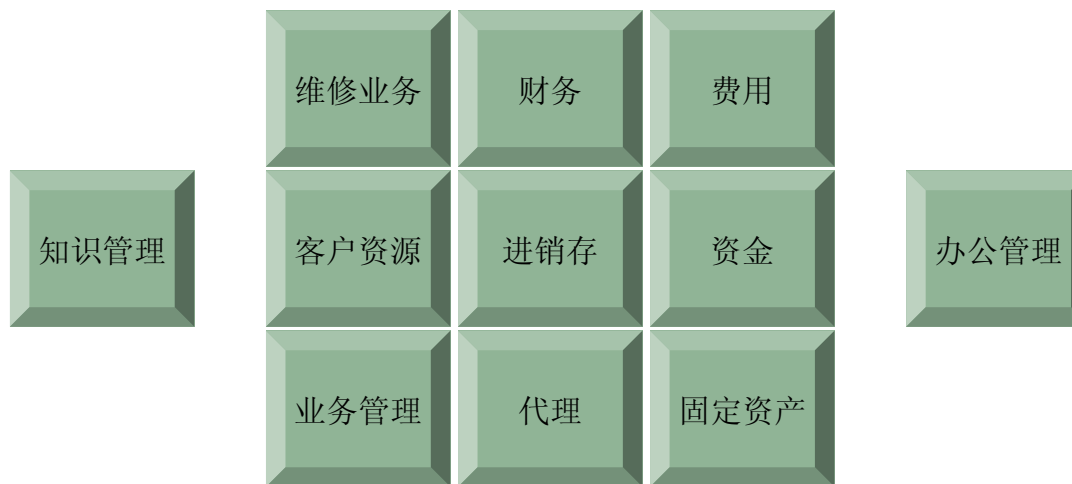 维修业务
财务
费用
知识管理
客户资源
进销存
资金
办公管理
业务管理
代理
固定资产